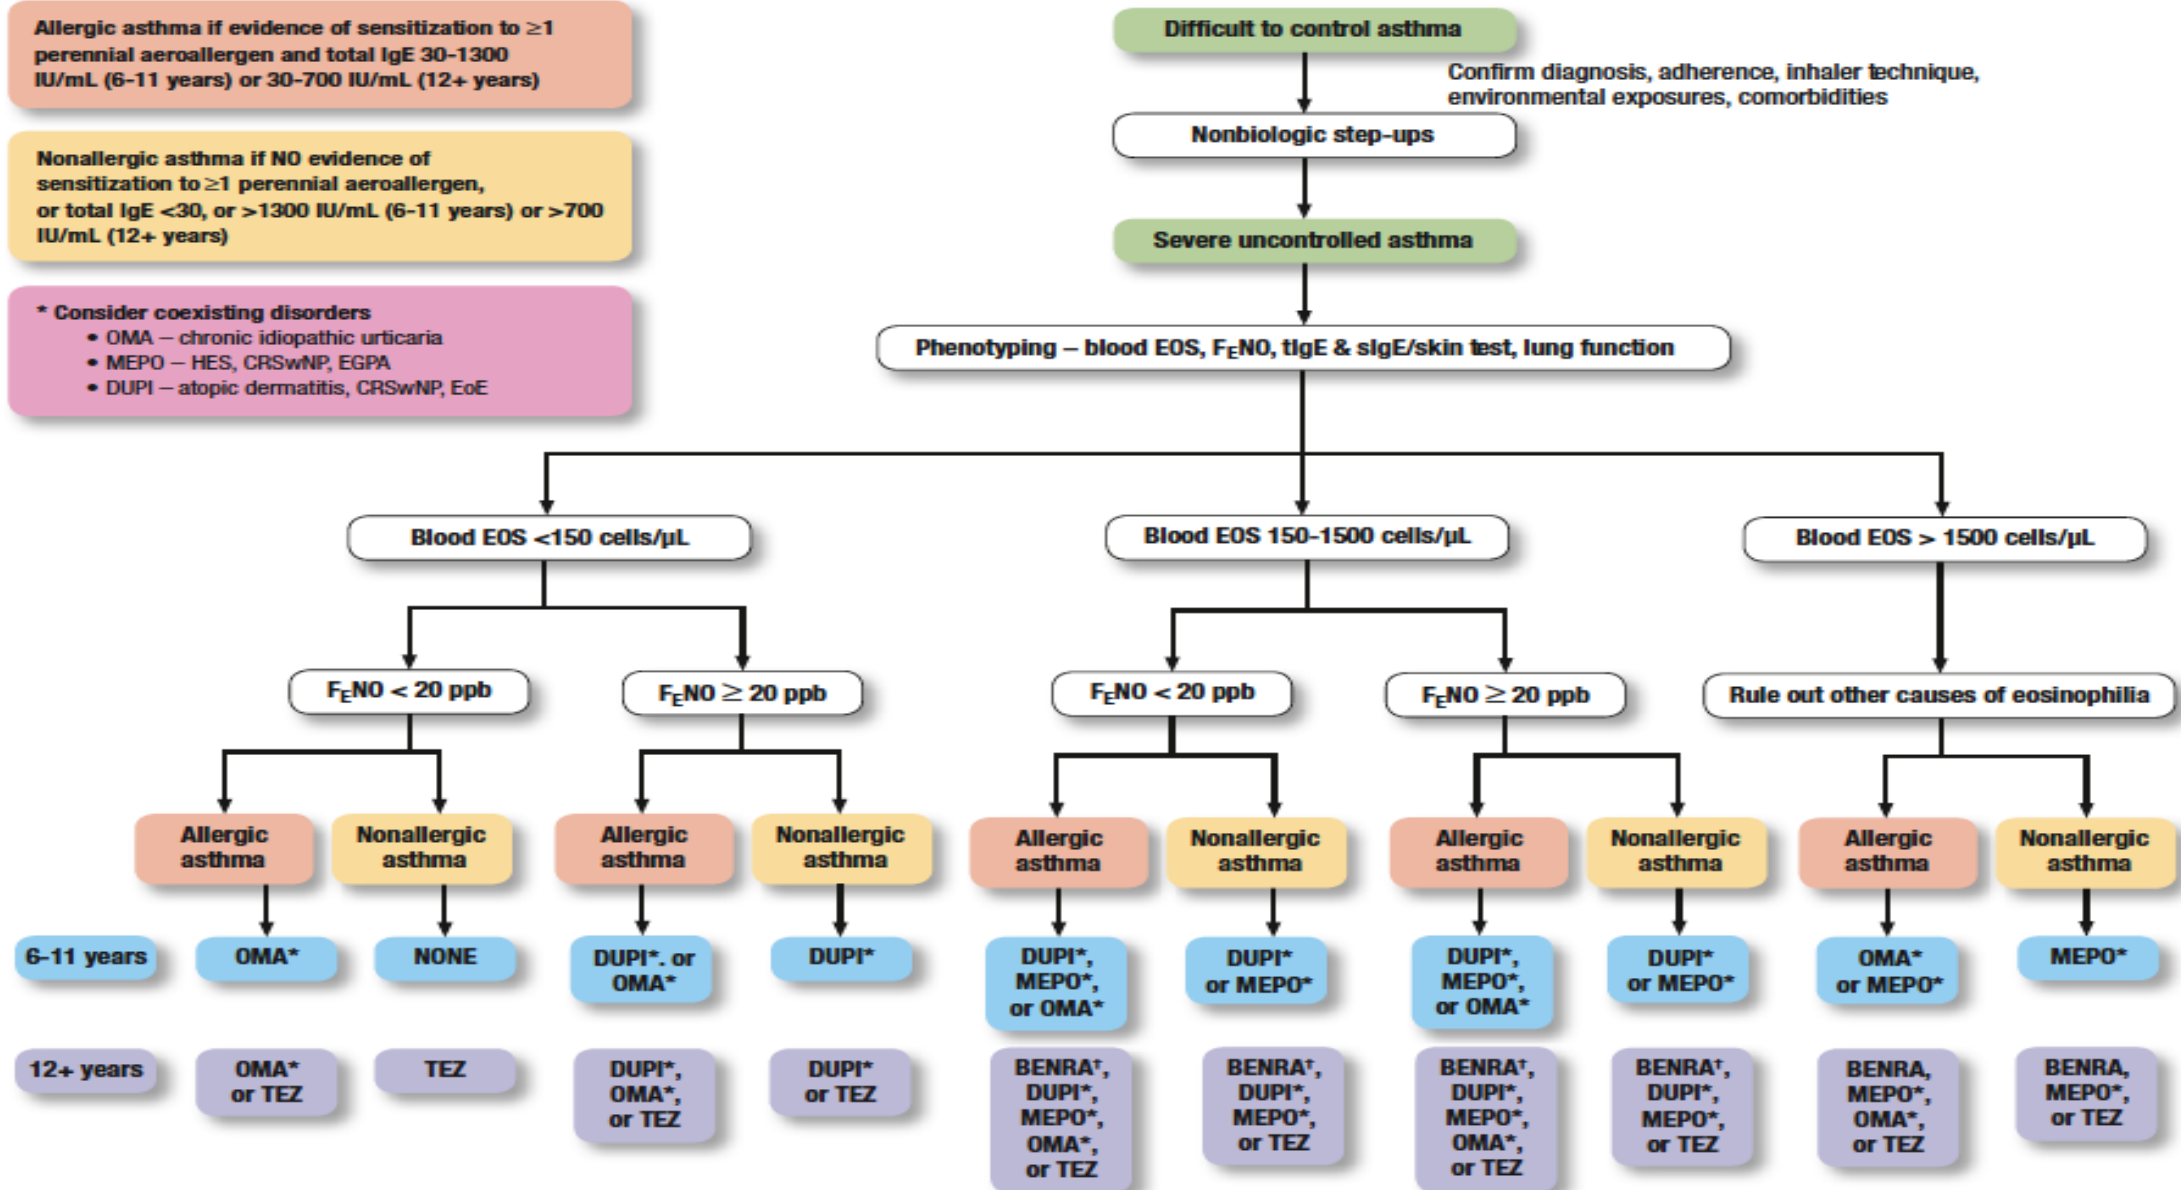 Allergic asthma if evidence of sensitization to ≥1
perennial aeroallergen and total IgE 30-1300
IU/mL (6-11 years) or 30-700 IU/mL (12+ years)
Nonallergic asthma if NO evidence of
sensitization to ≥1 perennial aeroallergen,
or total IgE <30, or >1300 IU/mL (6-11 years) or >700
IU/mL (12+ years)
* Consider coexisting disorders
• OMA – chronic idiopathic urticaria
• MEPO – HES, CRSwNP, EGPA
• DUPI – atopic dermatitis, CRSwNP, EoE
Difficult to control asthma
Confirm diagnosis, adherence, inhaler technique,
environmental exposures, comorbidities
Nonbiologic step-ups
Severe uncontrolled asthma
Phenotyping – blood EOS, FENO, tIgE & sIgE/skin test, lung function
Blood EOS <150 cells/µL
Blood EOS 150-1500 cells/µL
Blood EOS > 1500 cells/µL
FENO < 20 ppb
FENO ≥ 20 ppb
FENO < 20 ppb
FENO ≥ 20 ppb
Rule out other causes of eosinophilia
Allergic
asthma
Nonallergic
asthma
Allergic
asthma
Nonallergic
asthma
Allergic
asthma
Nonallergic
asthma
Allergic
asthma
Nonallergic
asthma
Allergic
asthma
Nonallergic
asthma
6-11 years
OMA*
NONE
DUPI*. or
OMA*
DUPI*
DUPI*,
MEPO*,
or OMA*
DUPI*
or MEPO*
DUPI*,
MEPO*,
or OMA*
DUPI*
or MEPO*
OMA*
or MEPO*
MEPO*
12+ years
OMA*
or TEZ
TEZ
DUPI*,
OMA*,
or TEZ
DUPI*
or TEZ
BENRA†,
DUPI*,
MEPO*,
OMA*,
or TEZ
BENRA†,
DUPI*,
MEPO*,
or TEZ
BENRA†,
DUPI*,
MEPO*,
OMA*,
or TEZ
BENRA†,
DUPI*,
MEPO*,
or TEZ
BENRA,
MEPO*,
OMA*,
or TEZ
BENRA,
MEPO*,
or TEZ